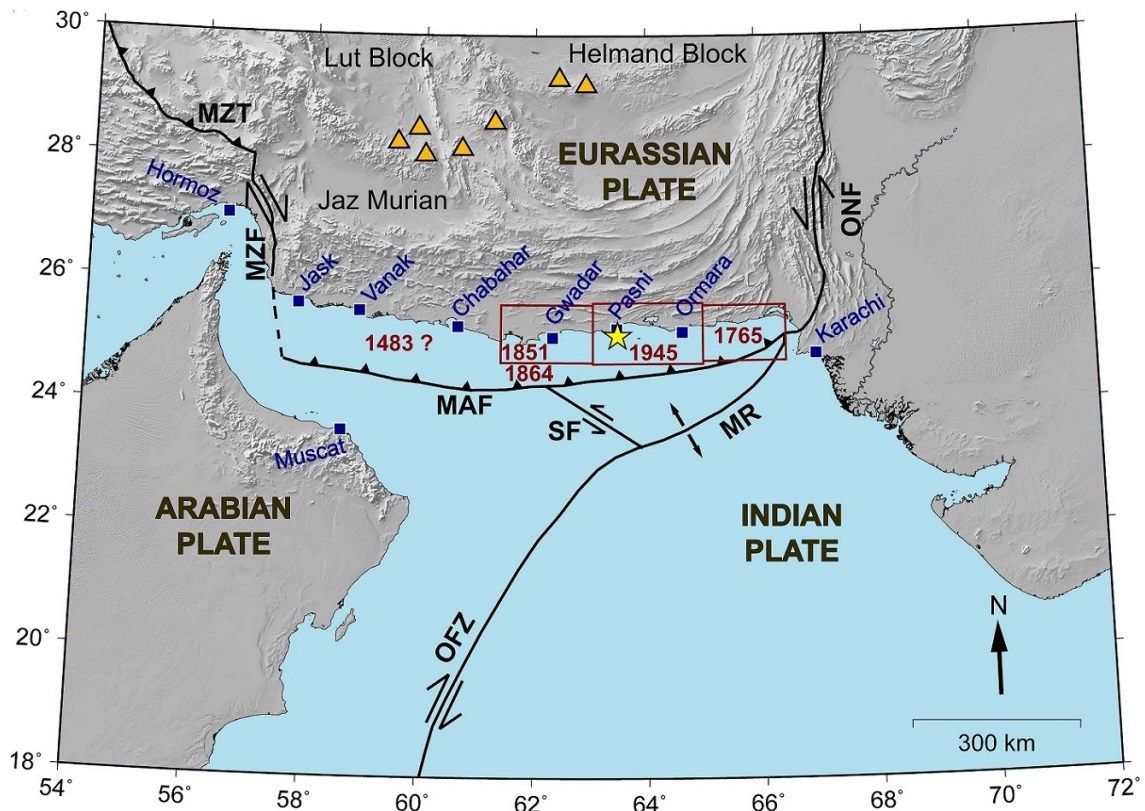 30°
Lut Block
Helmand Block
MZT
28°
EURASSIAN
PLATE
Hormoz
Jaz Murian
ONF
26°
MZF
Jask
Vanak
Chabahar
Gwadar
Pasni
Ormara
Karachi
1483 ?
1851
1864
1945
1765
24°
MAF
SF
MR
Muscat
ARABIAN
PLATE
INDIAN
PLATE
22°
N
20°
OFZ
300 km
18°
54°
56°
58°
60°
62°
64°
66°
68°
70°
72°